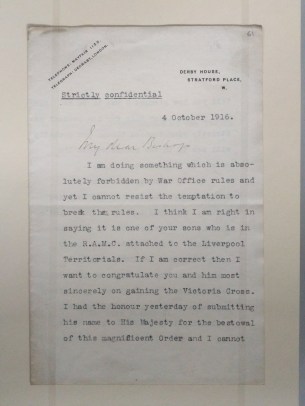 TELEPHONE, MAYFAIR 1128.
TELEGRAMS,
LONDON.
DERBY HOUSE,
STRATFORD PLACE,
W.
Strictly confidential
4 October 1916.
My dear Bishop
I am doing something which is abso-
lutely forbidden by War Office rules and
yet I cannot resist the temptation to
break the rules. I think I am right in
saying it is one of your sons who is in
the R.A.M.C. attached to the Liverpool
Territorials. If I am correct then I
want to congratulate you and him most
sincerely on gaining the Victoria Cross.
I had the honour yesterday of submitting
his name to His Majesty for the bestowal
of this magnificent Order and I cannot